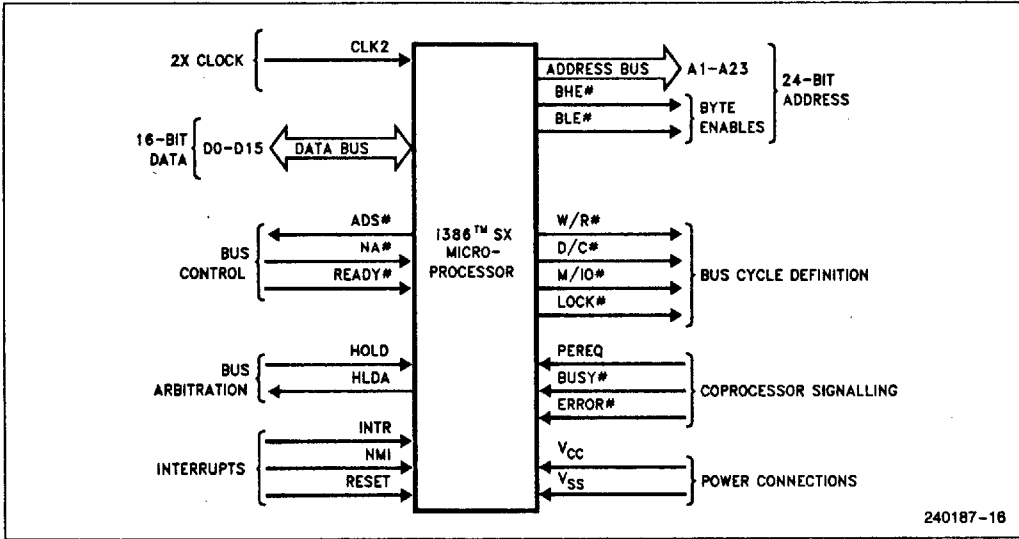 2X CLOCK
CLK2
16-BIT
DATA
D0-D15
DATA BUS
BUS
CONTROL
ADS#
NA#
READY#
BUS
ARBITRATION
HOLD
HLDA
INTERRUPTS
INTR
NMI
RESET
i386™ SX
MICRO-
PROCESSOR
ADDRESS BUS
A1-A23
BHE#
BLE#
BYTE
ENABLES
24-BIT
ADDRESS
W/R#
D/C#
M/IO#
LOCK#
BUS CYCLE DEFINITION
PEREQ
BUSY#
ERROR#
COPROCESSOR SIGNALLING
VCC
VSS
POWER CONNECTIONS
240187-16